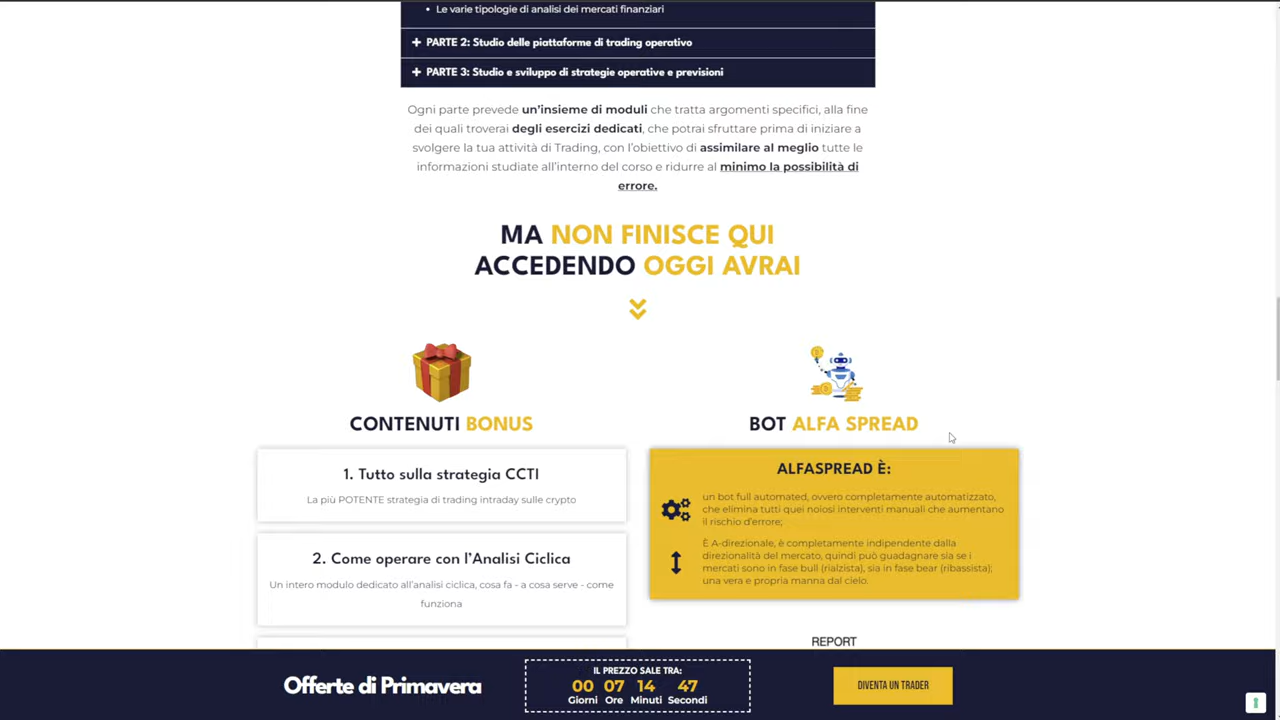 Le varie tipologie di analisi dei mercati finanziari
PARTE 2: Studio delle piattaforme di trading operativo
PARTE 3: Studio e sviluppo di strategie operative e previsioni
Ogni parte prevede un'insieme di moduli che tratta argomenti specifici, alla fine
dei quali troverai degli esercizi dedicati, che potrai sfruttare prima di iniziare a
svolgere la tua attività di Trading, con l'obiettivo di assimilare al meglio tutte le
informazioni studiate all'interno del corso e ridurre al minimo la possibilità di
errore.
MA NON FINISCE QUI
ACCEDENDO OGGI AVRAI
CONTENUTI BONUS
1. Tutto sulla strategia CCTI
La più POTENTE strategia di trading intraday sulle crypto
2. Come operare con l'Analisi Ciclica
Un intero modulo dedicato all'analisi ciclica, cosa fa - a cosa serve - come
funziona
BOT ALFA SPREAD
ALFASPREAD È:
un bot full automated, ovvero completamente automatizzato,
che elimina tutti quei noiosi interventi manuali che aumentano
il rischio d'errore;
È A-direzionale, è completamente indipendente dalla
direzionalità del mercato, quindi può guadagnare sia se i
mercati sono in fase bull (rialzista), sia in fase bear (ribassista);
una vera e propria manna dal cielo.
REPORT
Offerte di Primavera
IL PREZZO SALE TRA:
00 07 14 47
Giorni Ore Minuti Secondi
DIVENTA UN TRADER